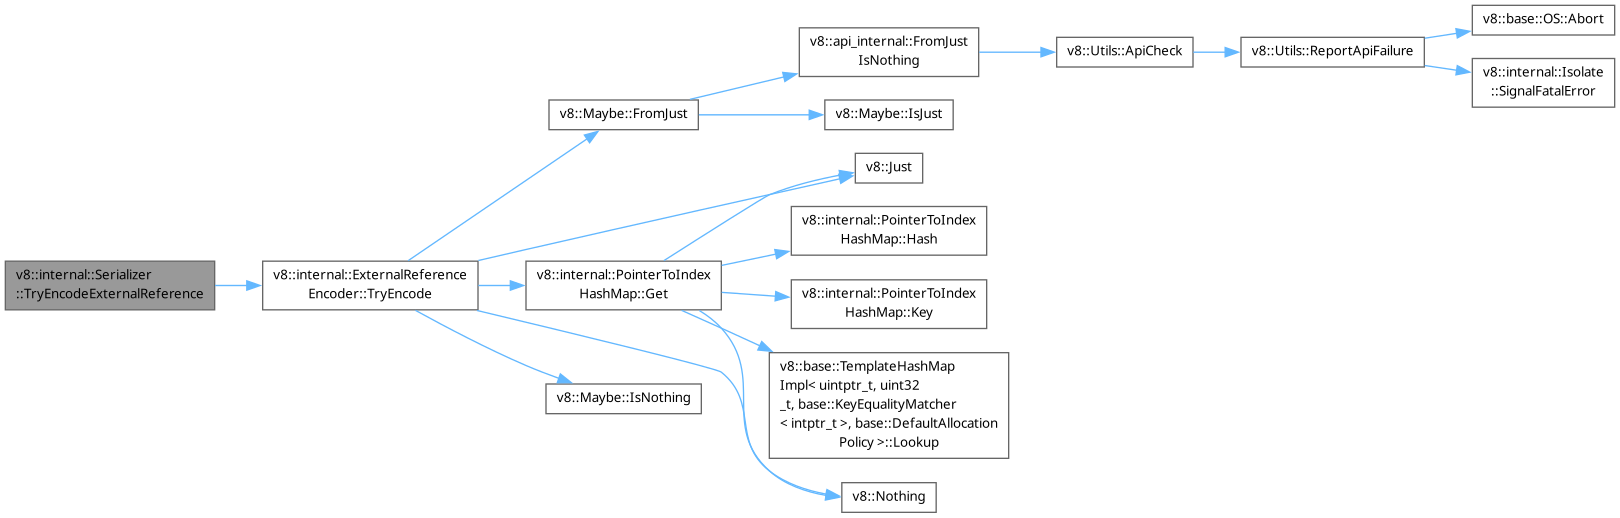 v8::internal::Serializer
::TryEncodeExternalReference
v8::internal::ExternalReference
Encoder::TryEncode
v8::Maybe::FromJust
v8::api_internal::FromJust
IsNothing
v8::Utils::ApiCheck
v8::Utils::ReportApiFailure
v8::base::OS::Abort
v8::internal::Isolate
::SignalFatalError
v8::Maybe::IsJust
v8::Just
v8::internal::PointerToIndex
HashMap::Get
v8::internal::PointerToIndex
HashMap::Hash
v8::internal::PointerToIndex
HashMap::Key
v8::base::TemplateHashMap
Impl< uintptr_t, uint32
_t, base::KeyEqualityMatcher
< intptr_t >, base::DefaultAllocation
Policy >::Lookup
v8::Nothing
v8::Maybe::IsNothing